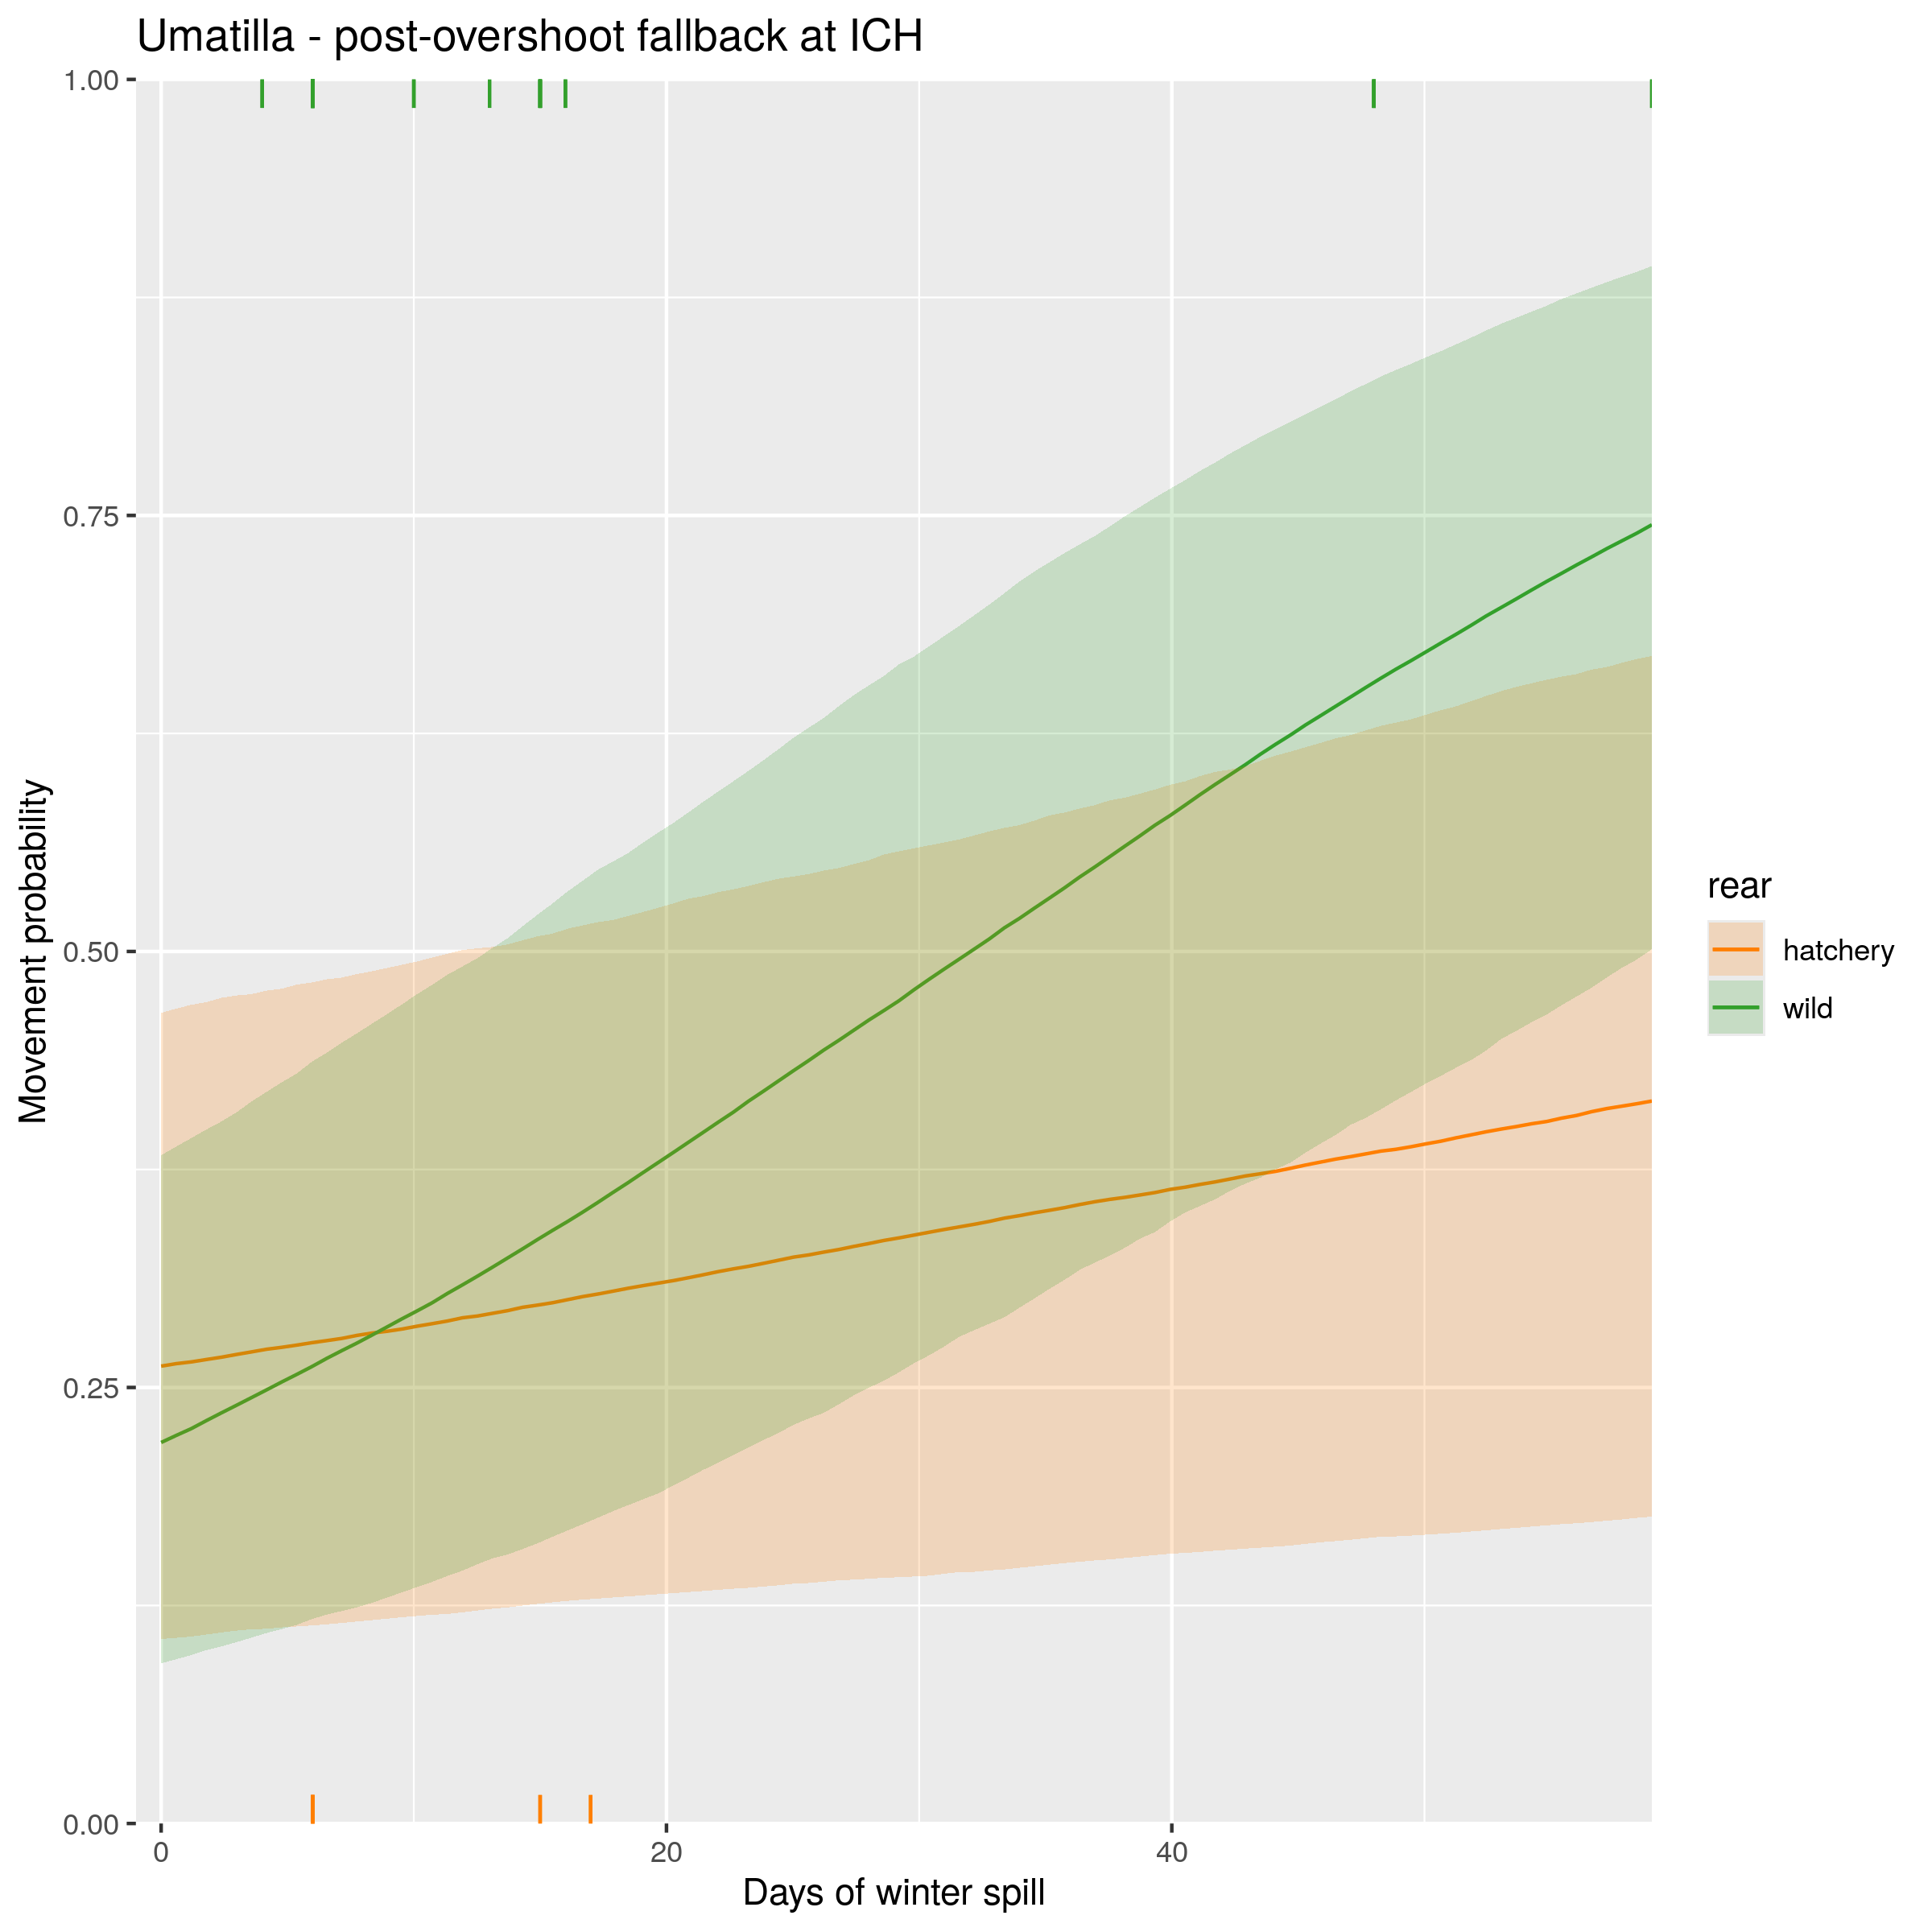 Umatilla - post-overshoot fallback at ICH
1.00
0.75
0.50
0.25
0.00
Movement probability
0
20
40
Days of winter spill
rear
hatchery
wild